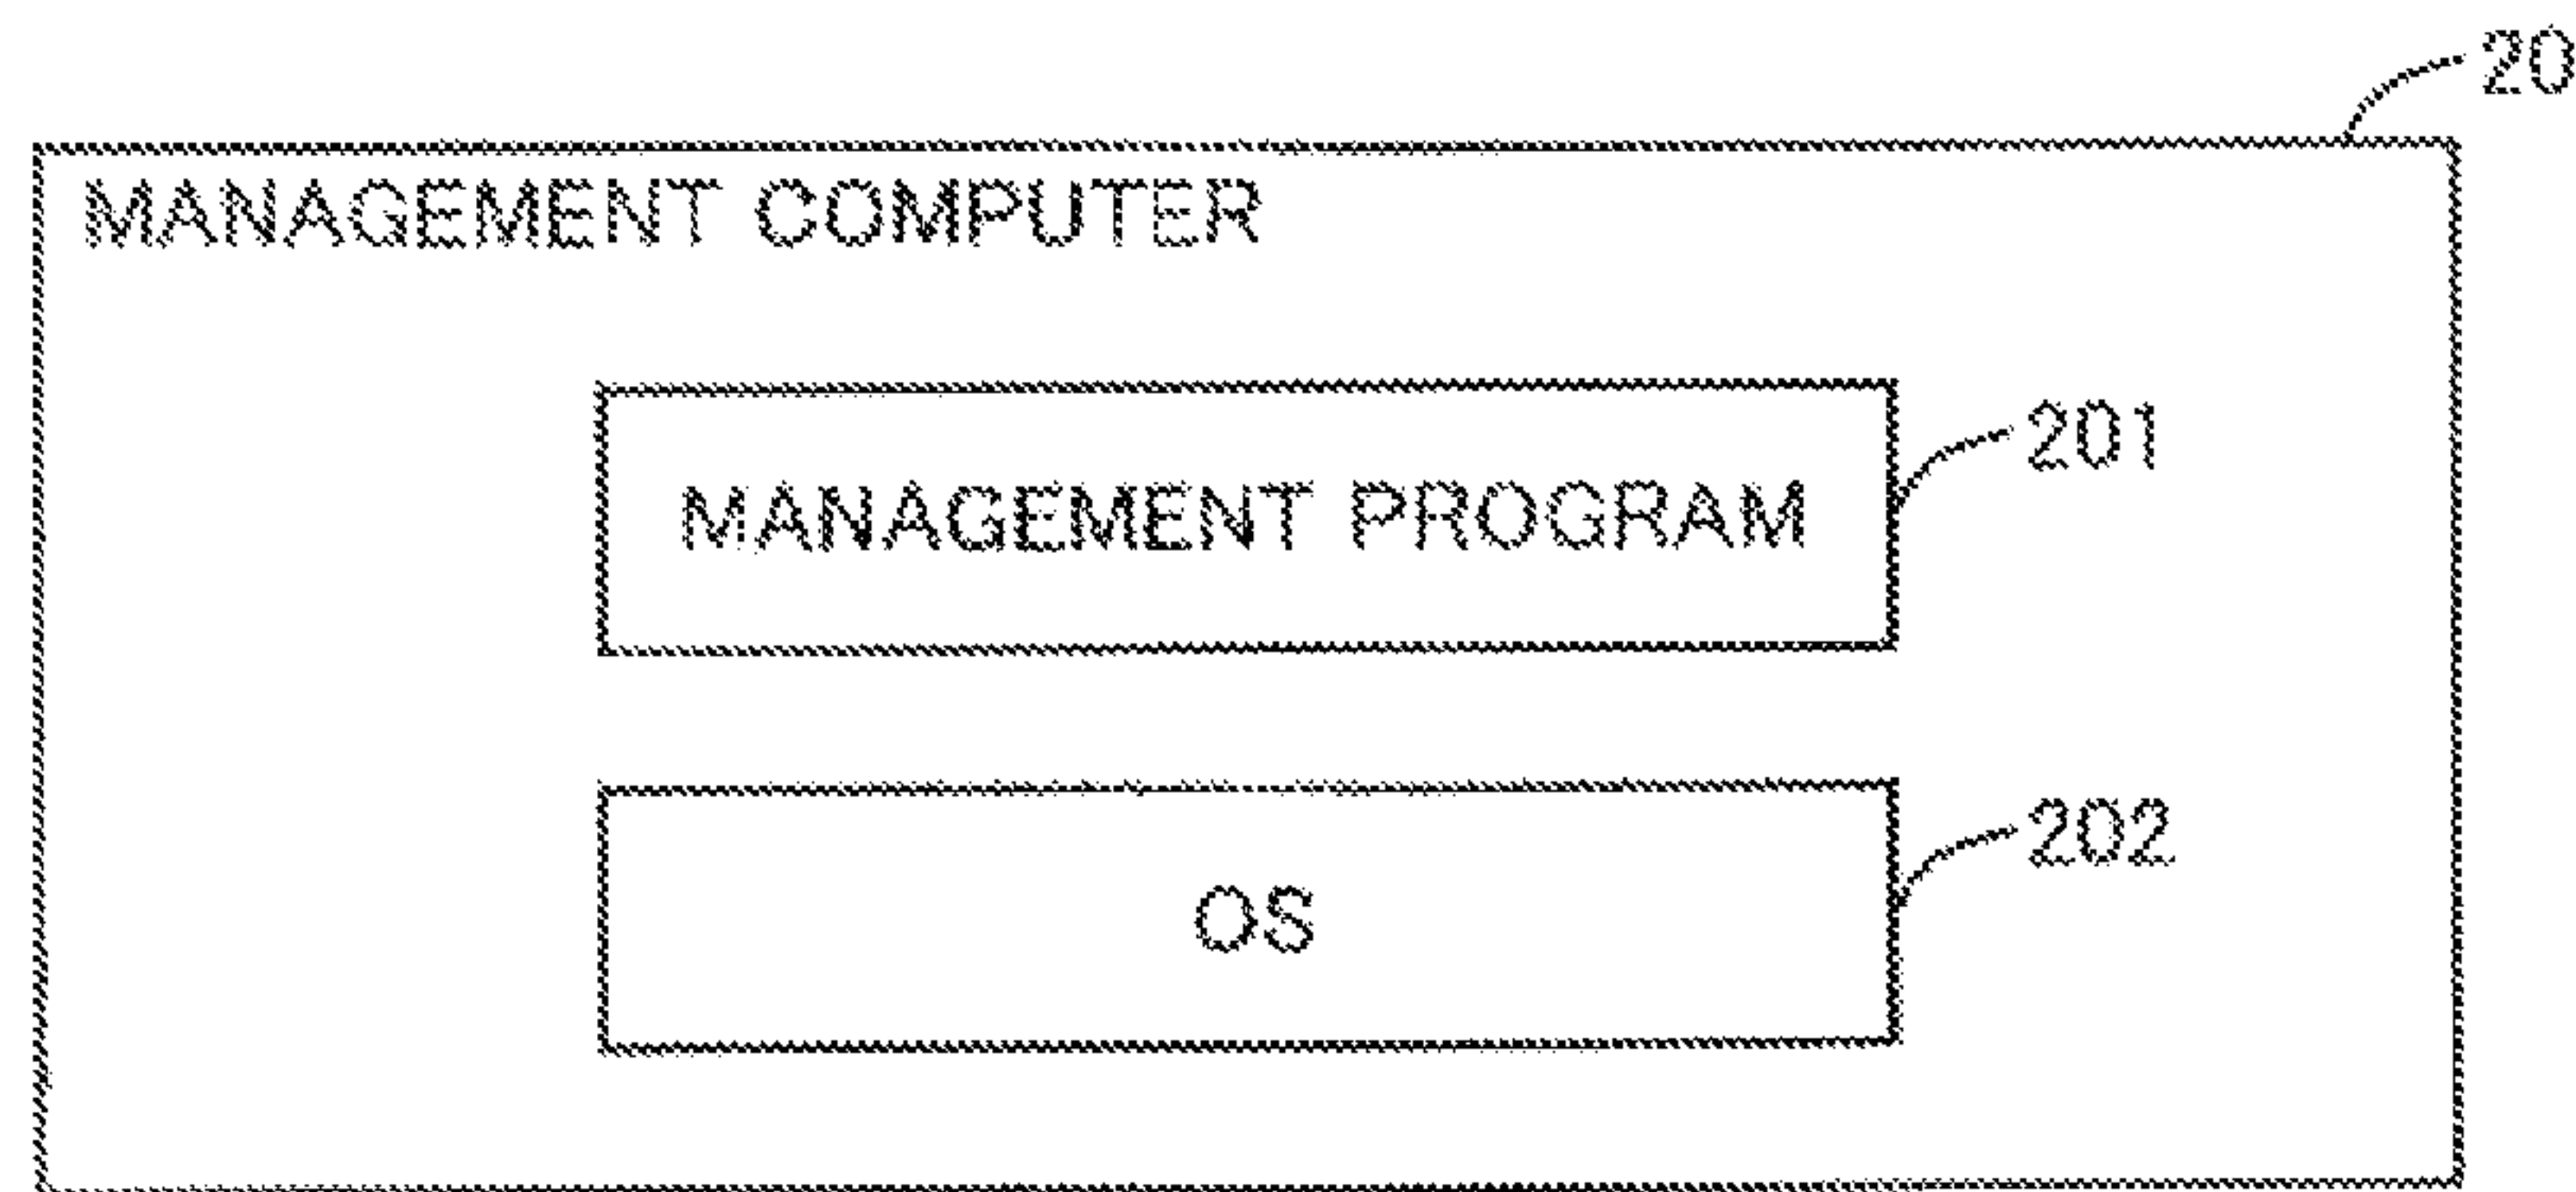 20
MANAGEMENT COMPUTER
201
MANAGEMENT PROGRAM
202
OS